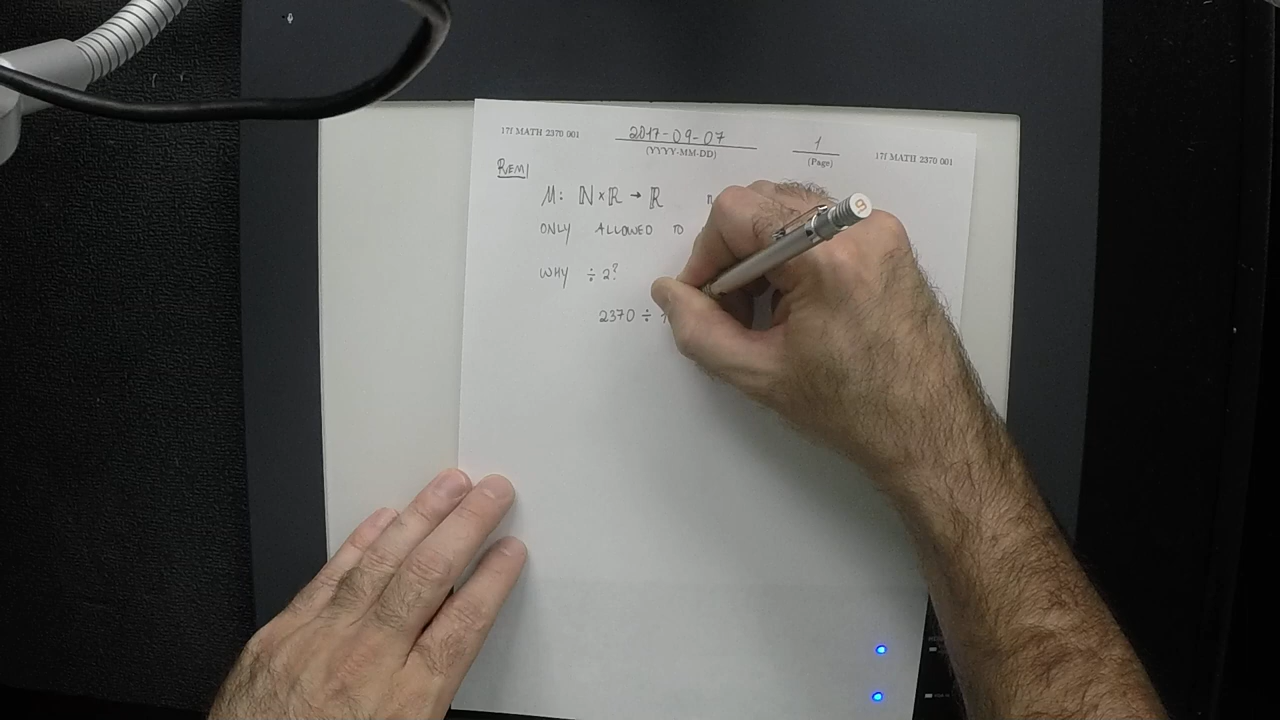 17f MATH 2370 001 2017-09-07 1 17f MATH 2370 001
(YYYY-MM-DD) (Page)
REM
M: ℕ × ℝ → ℝ n
ONLY ALLOWED TO
WHY ÷ 2?
2370 ÷